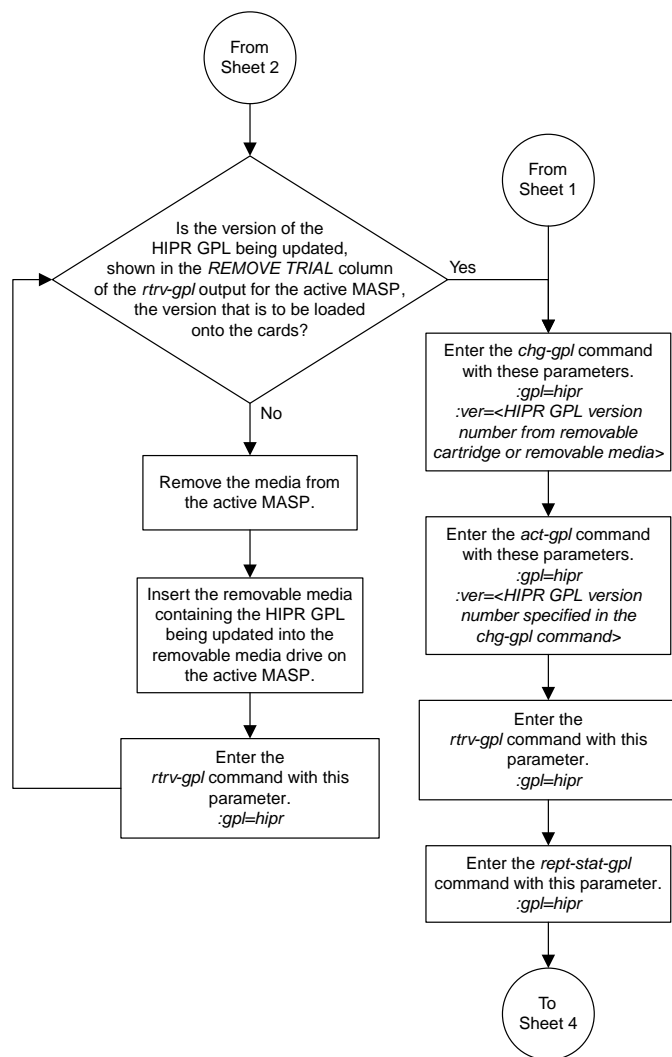 From
Sheet 2
Is the version of the
HIPR GPL being updated,
shown in the REMOVE TRIAL column
of the rtrv-gpl output for the active MASP,
the version that is to be loaded
onto the cards?
Yes
No
Remove the media from
the active MASP.
Insert the removable media
containing the HIPR GPL
being updated into the
removable media drive on
the active MASP.
Enter the
rtrv-gpl command with this
parameter.
:gpl=hipr
From
Sheet 1
Enter the chg-gpl command
with these parameters.
:gpl=hipr
:ver=<HIPR GPL version
number from removable
cartridge or removable media>
Enter the act-gpl command
with these parameters.
:gpl=hipr
:ver=<HIPR GPL version
number specified in the
chg-gpl command>
Enter the
rtrv-gpl command with this
parameter.
:gpl=hipr
Enter the rept-stat-gpl
command with this parameter.
:gpl=hipr
To
Sheet 4